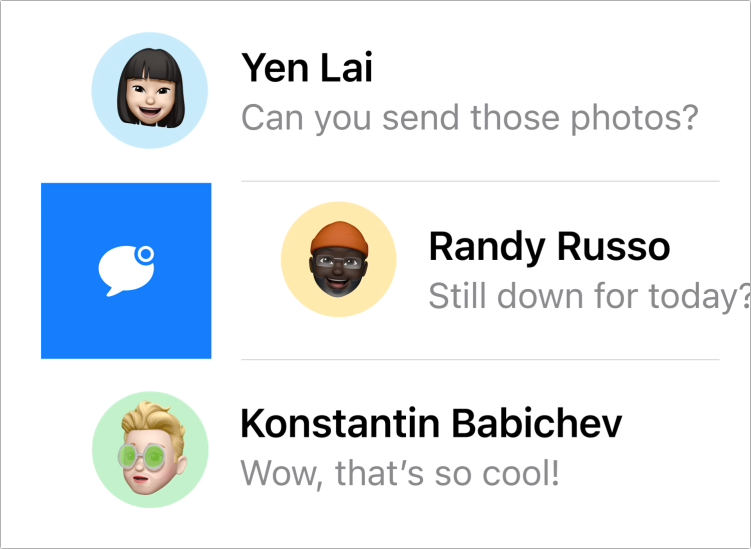 Yen Lai
Can you send those photos?
Randy Russo
Still down for today?
Konstantin Babichev
Wow, that’s so cool!